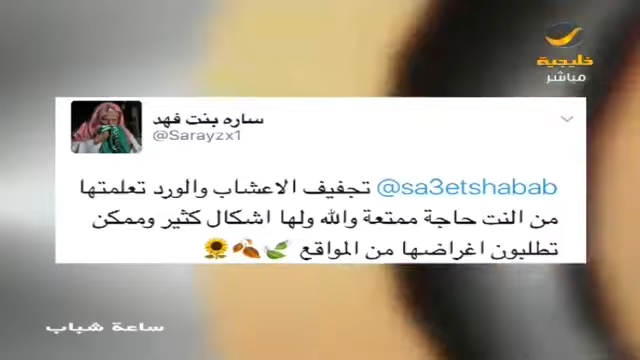 خليجية
مباشر
ساره بنت فهد
@Sarayzx1
@sa3etshabab تجفيف الاعشاب والورد تعلمتها
من النت حاجة ممتعة والله ولها اشكال كثير وممكن
تطلبون اغراضها من المواقع 🌿🍂🌻
ساعة شباب